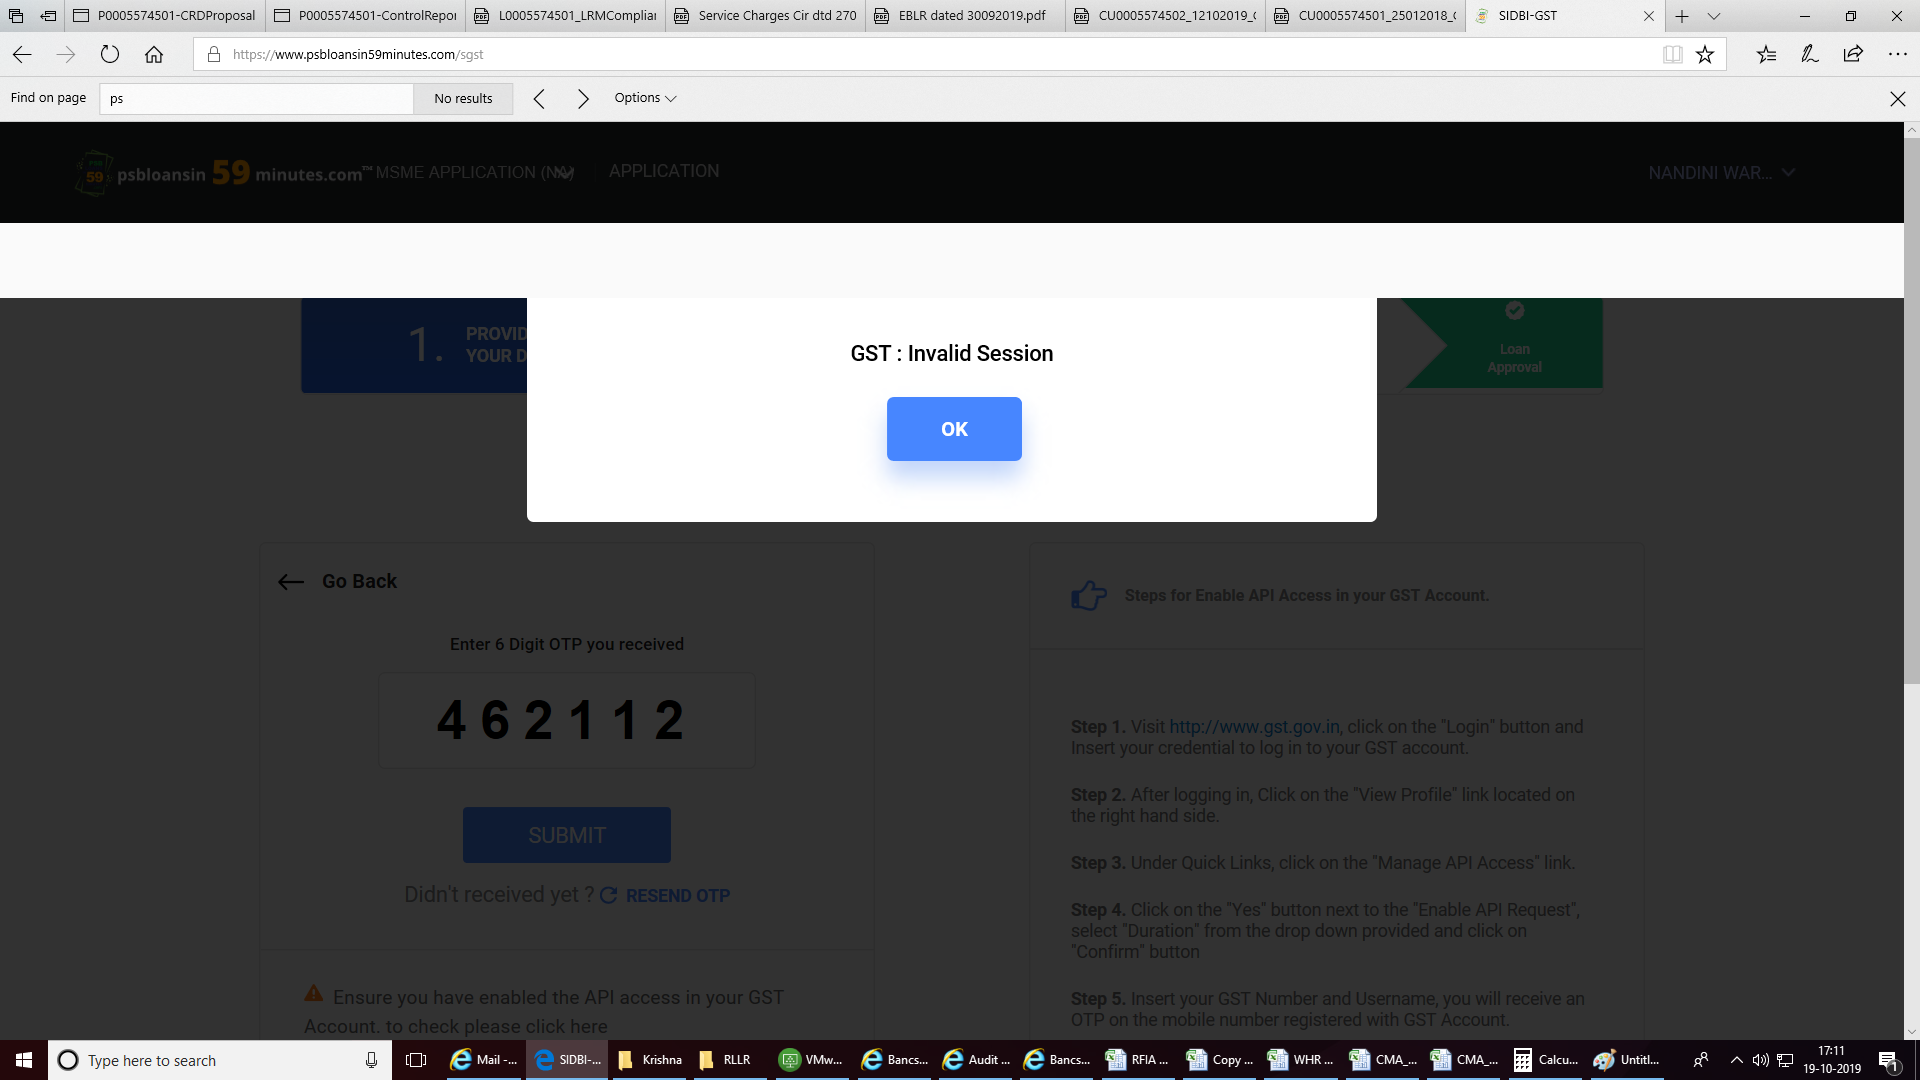 P0005574501-CRDProposal
P0005574501-ControlRepor
L0005574501_LRMComplian
Service Charges Cir dtd 270
EBLR dated 30092019.pdf
CU0005574502_12102019_C
CU0005574501_25012018_C
SIDBI-GST
https://www.psbloansin59minutes.com/sgst
Find on page
ps
No results
Options
PSB
59
psbloansin 59 minutes.com™
MSME APPLICATION (N
APPLICATION
NANDINI WAR...
1.
PROVID
YOUR D
Loan
Approval
GST : Invalid Session
OK
Go Back
Enter 6 Digit OTP you received
4 6 2 1 1 2
SUBMIT
Didn't received yet ? RESEND OTP
Ensure you have enabled the API access in your GST
Account. to check please click here
Steps for Enable API Access in your GST Account.
Step 1. Visit http://www.gst.gov.in, click on the "Login" button and
Insert your credential to log in to your GST account.
Step 2. After logging in, Click on the "View Profile" link located on
the right hand side.
Step 3. Under Quick Links, click on the "Manage API Access" link.
Step 4. Click on the "Yes" button next to the "Enable API Request",
select "Duration" from the drop down provided and click on
"Confirm" button
Step 5. Insert your GST Number and Username, you will receive an
OTP on the mobile number registered with GST Account.
Type here to search
Mail -...
SIDBI-...
Krishna
RLLR
VMw...
Bancs...
Audit ...
Bancs...
RFIA ...
Copy ...
WHR ...
CMA_...
CMA_...
Calcu...
Untitl...
17:11
19-10-2019
1